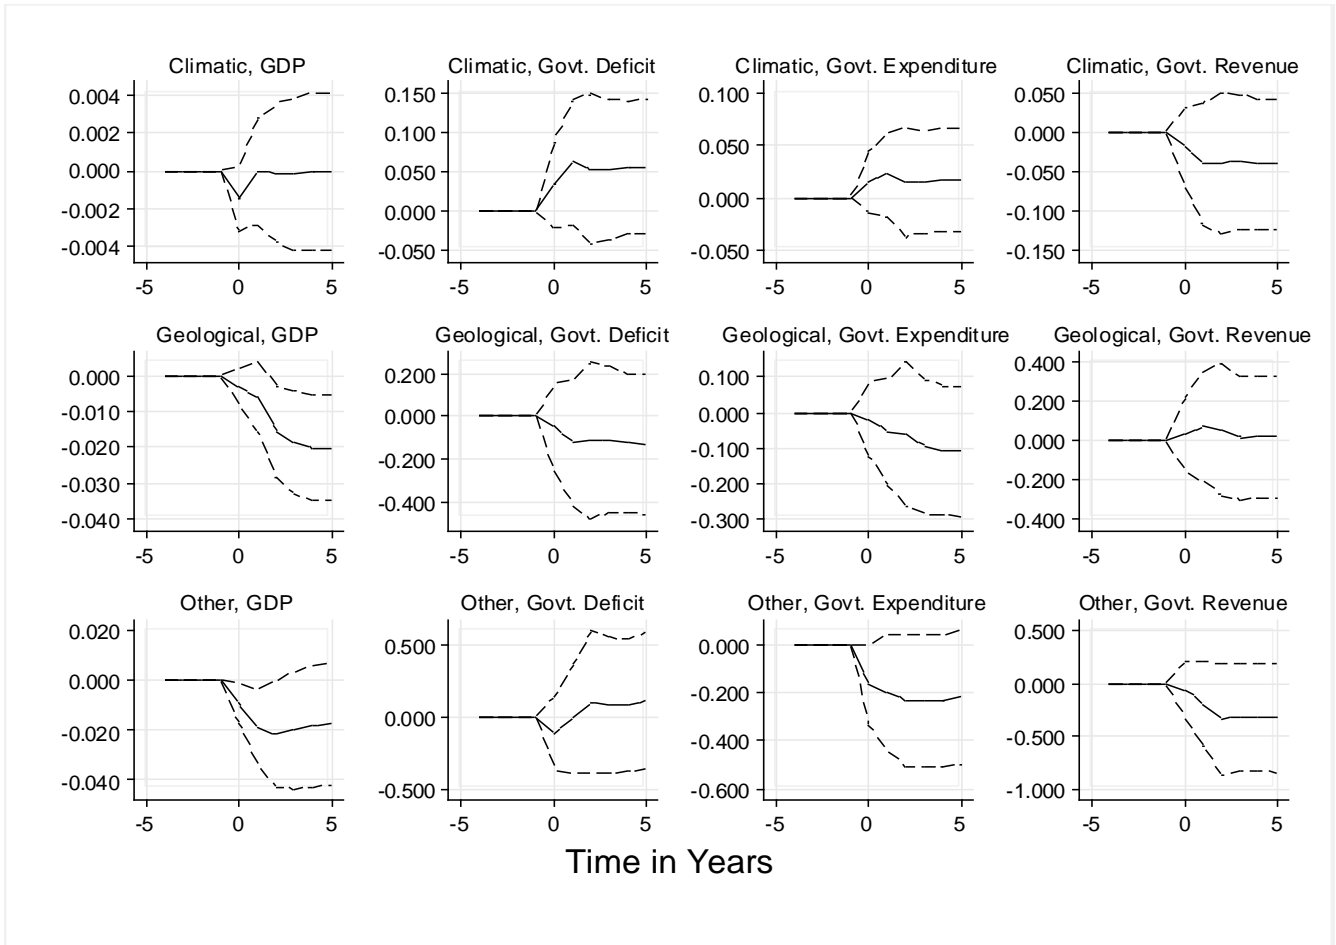 Climatic, GDP
0.004
0.002
0.000
-0.002
-0.004
-5 0 5
Climatic, Govt. Deficit
0.150
0.100
0.050
0.000
-0.050
-5 0 5
Climatic, Govt. Expenditure
0.100
0.050
0.000
-0.050
-5 0 5
Climatic, Govt. Revenue
0.050
0.000
-0.050
-0.100
-0.150
-5 0 5
Geological, GDP
0.000
-0.010
-0.020
-0.030
-0.040
-5 0 5
Geological, Govt. Deficit
0.200
0.000
-0.200
-0.400
-5 0 5
Geological, Govt. Expenditure
0.100
0.000
-0.100
-0.200
-0.300
-5 0 5
Geological, Govt. Revenue
0.400
0.200
0.000
-0.200
-0.400
-5 0 5
Other, GDP
0.020
0.000
-0.020
-0.040
-5 0 5
Other, Govt. Deficit
0.500
0.000
-0.500
-5 0 5
Other, Govt. Expenditure
0.000
-0.200
-0.400
-0.600
-5 0 5
Other, Govt. Revenue
0.500
0.000
-0.500
-1.000
-5 0 5
Time in Years